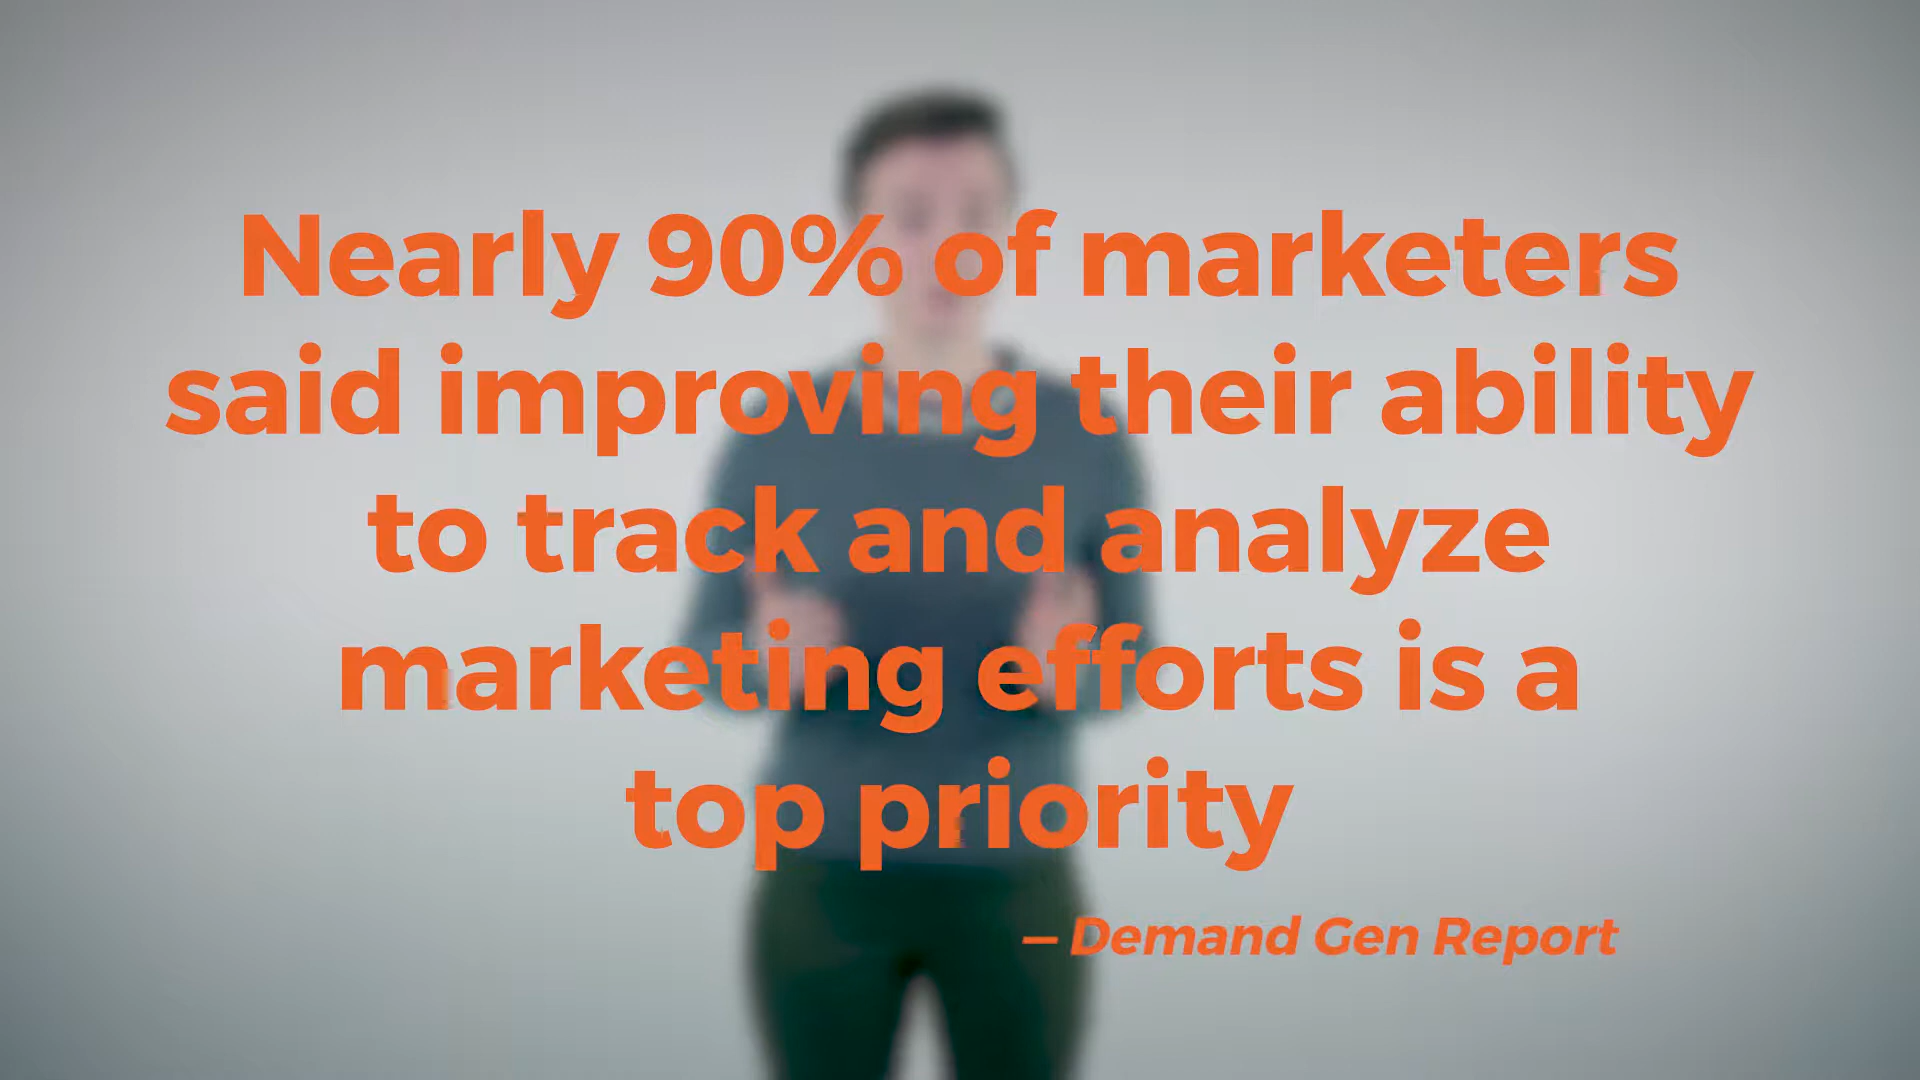 Nearly 90% of marketers
said improving their ability
to track and analyze
marketing efforts is a
top priority
– Demand Gen Report